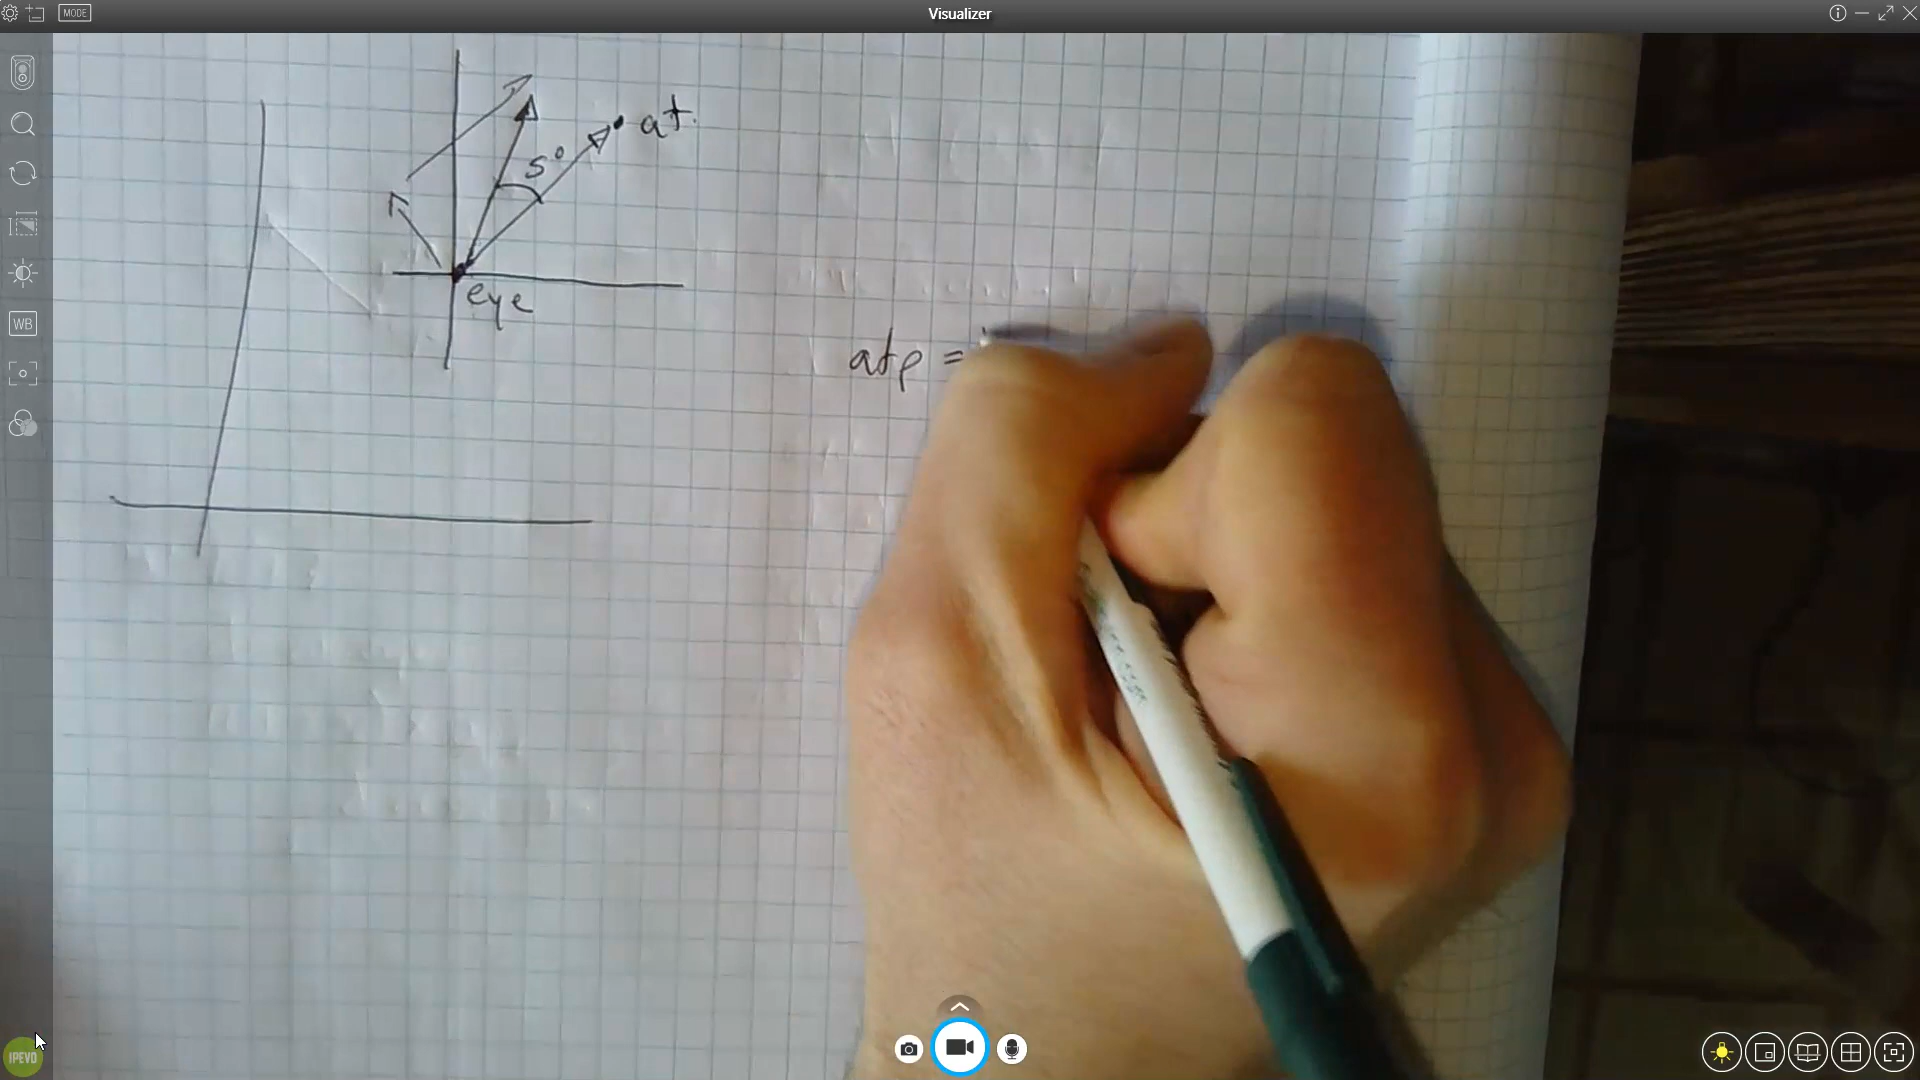 MODE
Visualizer
at.
5°
eye
WB
atp =
IPEVO